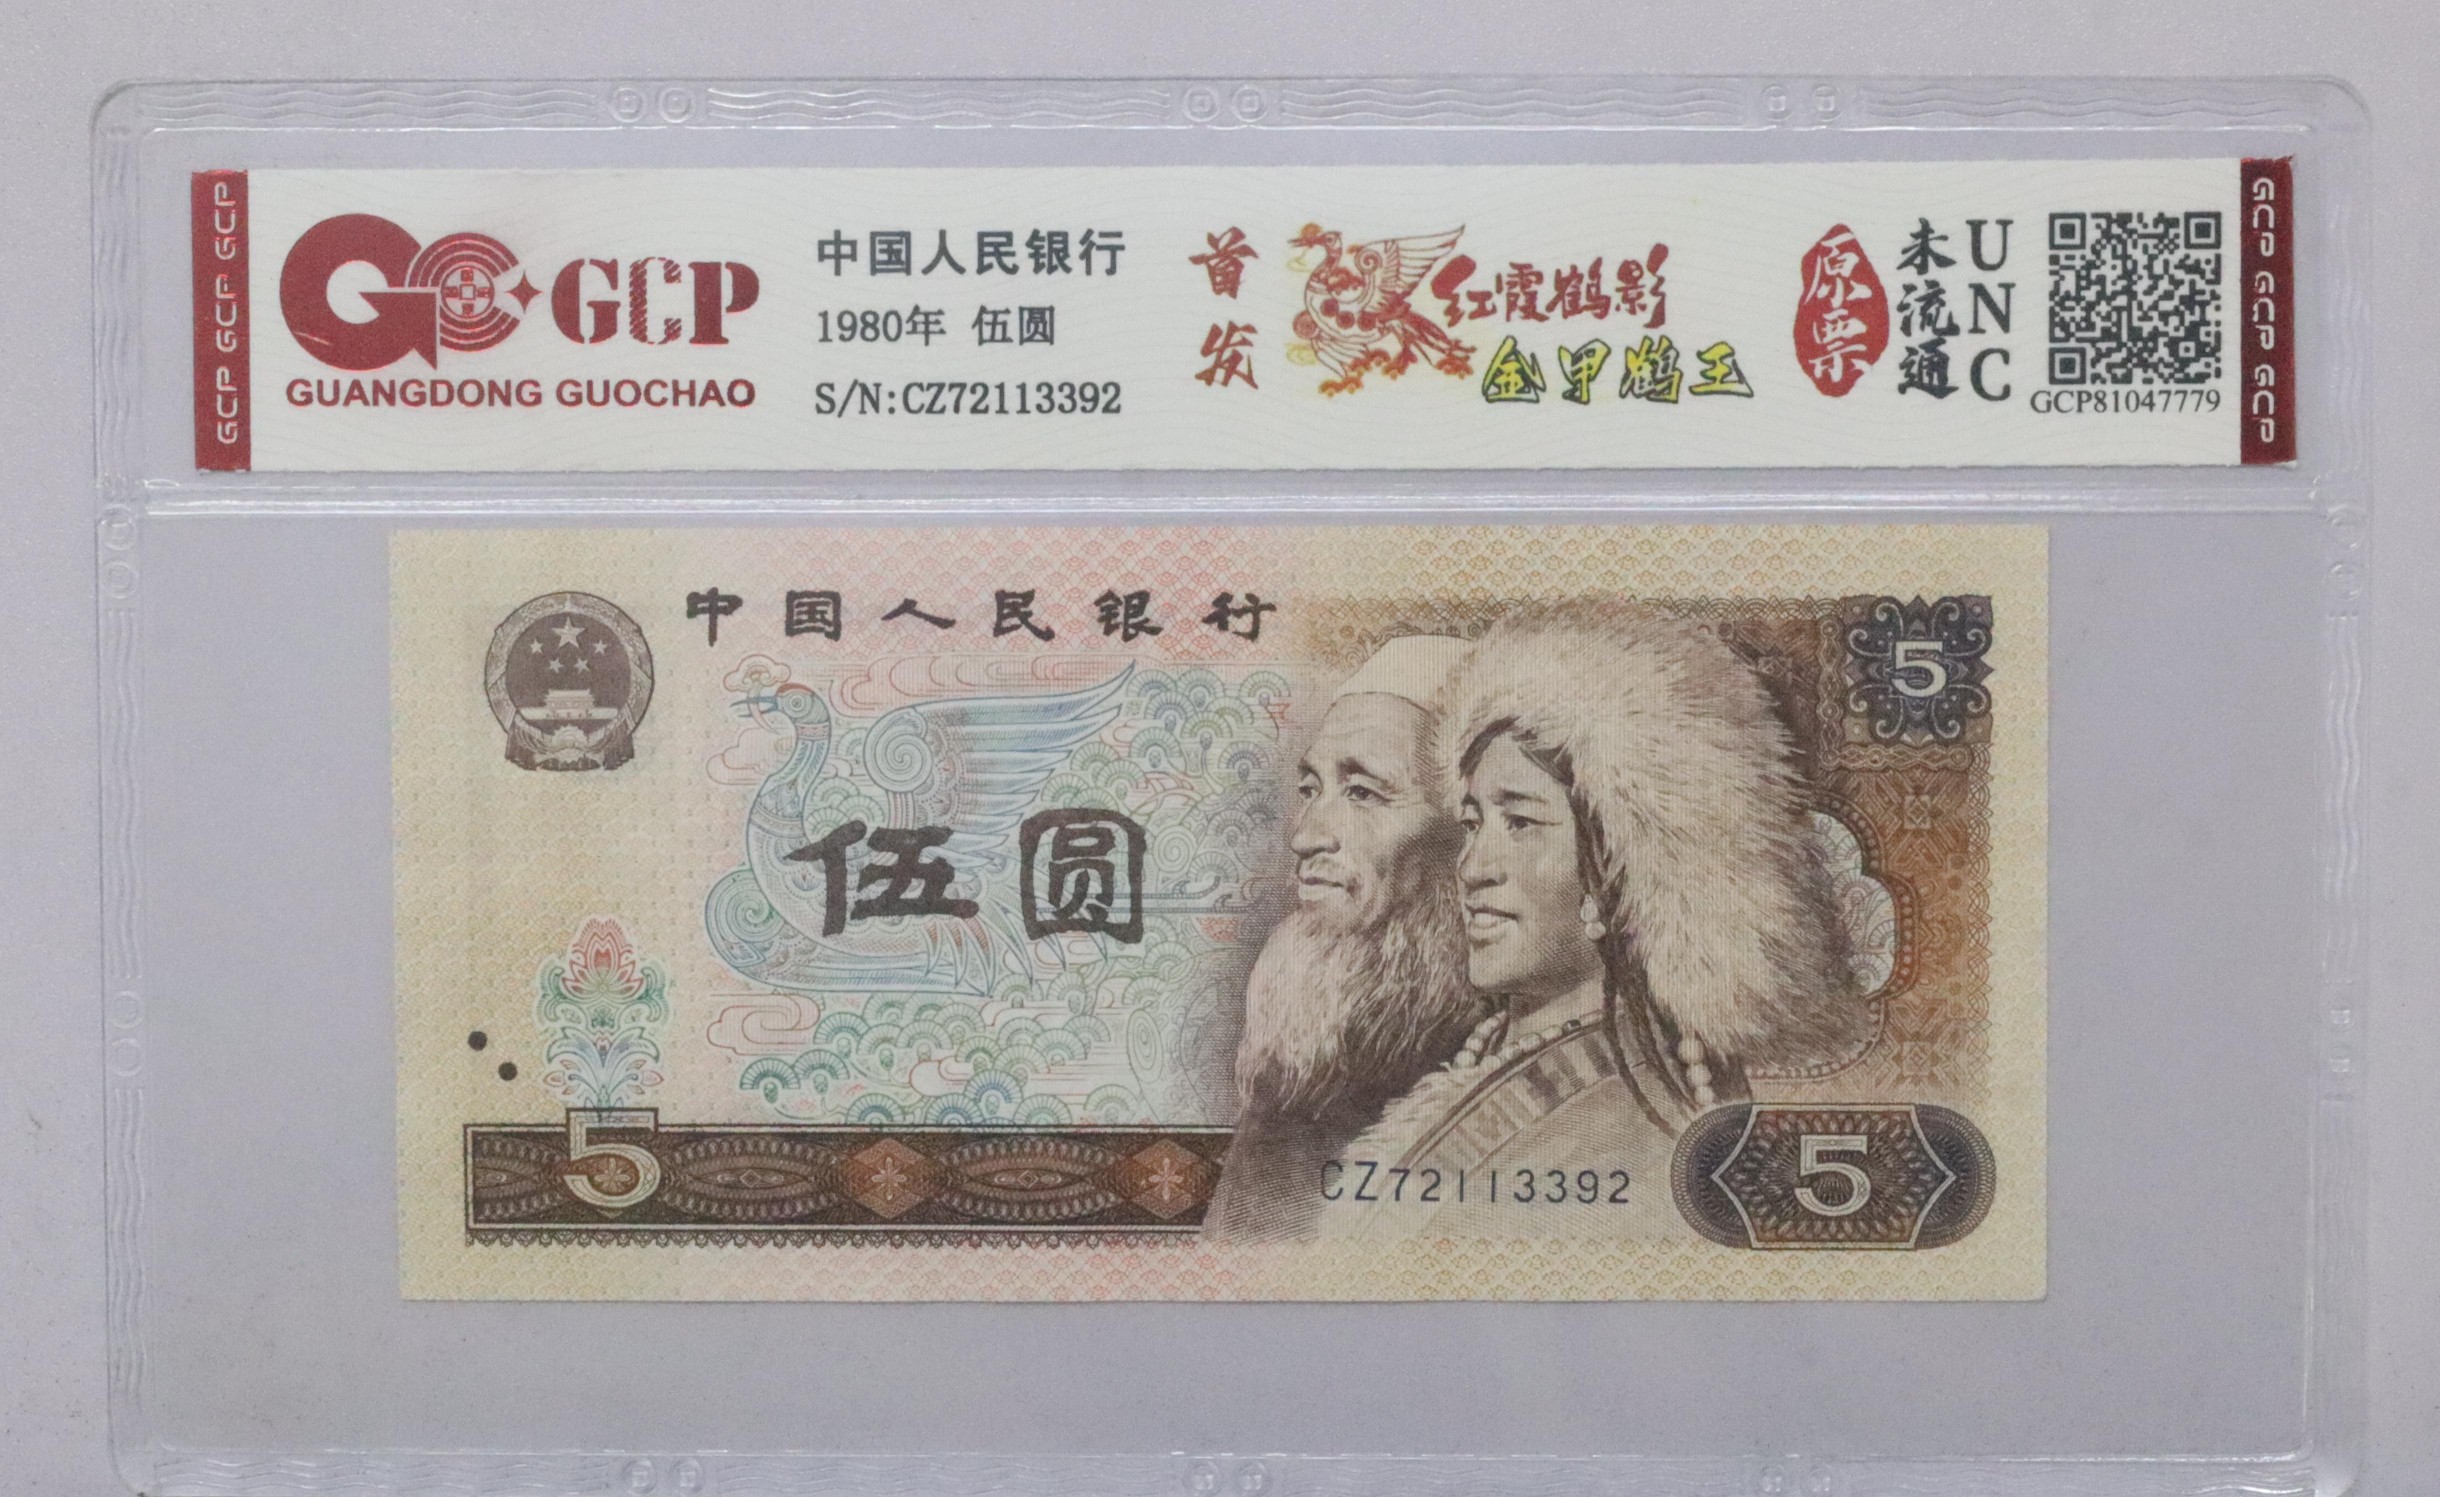 GCP GCP GCP GCP
GCP
GUANGDONG GUOCHAO
中国人民银行
1980年 伍圆
S/N:CZ72113392
首发
红霞鹤影
金甲鹤王
原票
未流通
UNC
GCP81047779
GCP GCP GCP GCP
中国人民银行
5
伍圆
5
CZ72113392
5